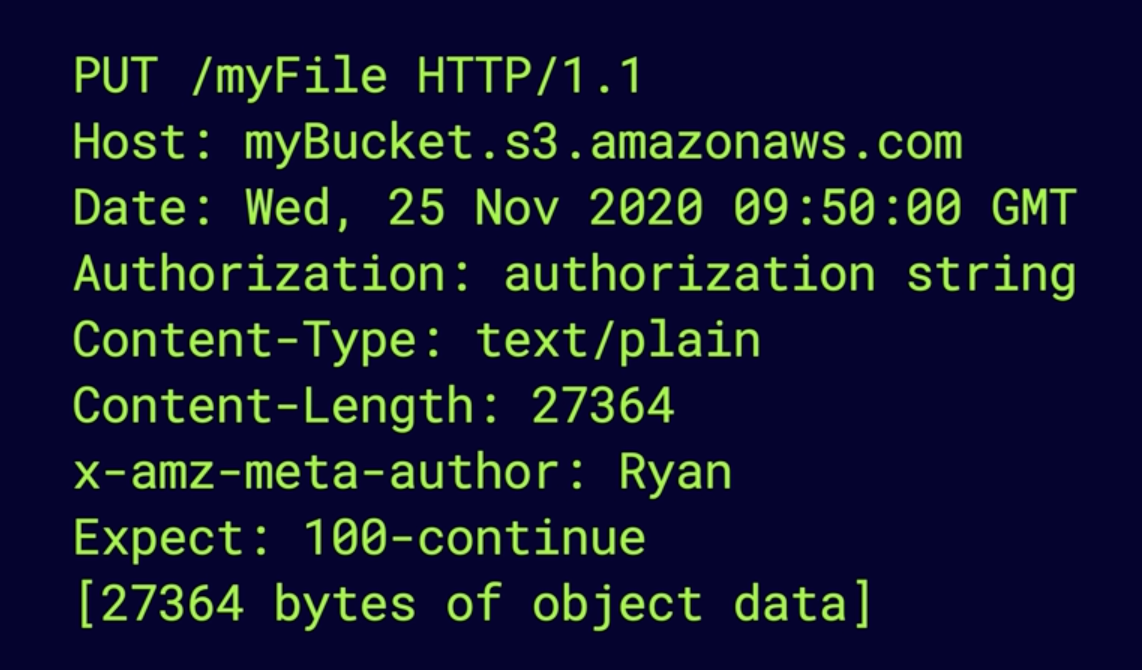 PUT /myFile HTTP/1.1
Host: myBucket.s3.amazonaws.com
Date: Wed, 25 Nov 2020 09:50:00 GMT
Authorization: authorization string
Content-Type: text/plain
Content-Length: 27364
x-amz-meta-author: Ryan
Expect: 100-continue
[27364 bytes of object data]